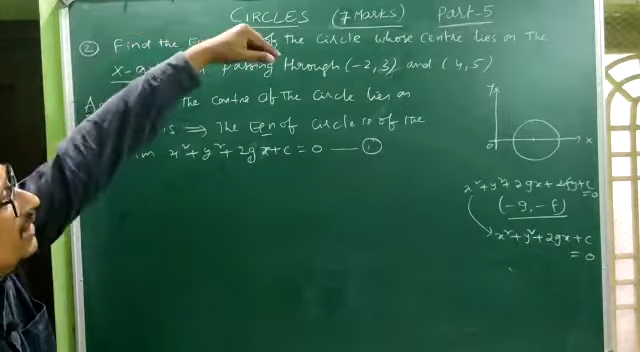 CIRCLES (7 Marks) Part-5
② Find the Eq of the Circle whose centre lies on the
X-a passing through (-2, 3) and (4, 5)
A the centre of the Circle lies on
is ⇒ The Eqn of Circle is of the
m x²+y²+2gx+c=0 — ①
y
o x
x²+y²+2gx+2fy+c
=0
(-g, -f)
x²+y²+2gx+c
=0